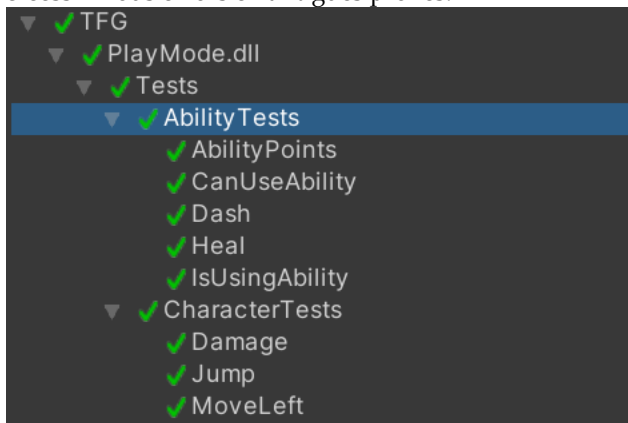 TFG
PlayMode.dll
Tests
AbilityTests
AbilityPoints
CanUseAbility
Dash
Heal
IsUsingAbility
CharacterTests
Damage
Jump
MoveLeft